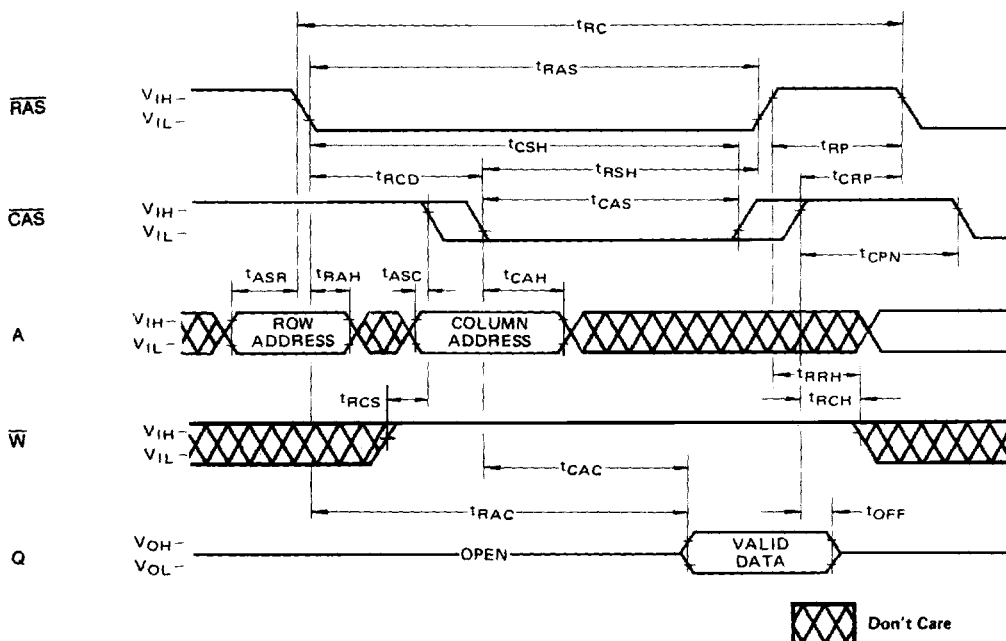 tRC
tRAS
RAS VIH
VIL
tCSH
tRP
tRCD tRSH tCRP
CAS VIH
VIL
tCAS
tCPN
tASR tRAH tASC tCAH
A VIH
VIL
ROW ADDRESS
COLUMN ADDRESS
tRRH
tRCS tRCH
W VIH
VIL
tCAC
tRAC tOFF
Q VOH
VOL
OPEN
VALID DATA
Don't Care